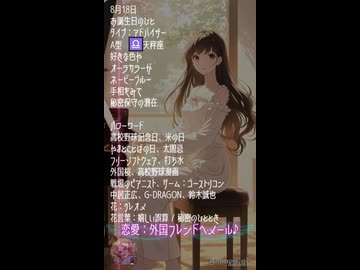 8月18日
お誕生日のひと
タイプ：アドバイザー
A型 ♎天秤座
好きな色や
オーラカラーが
ネービーブルー
手相をみて
秘密保守の潜在
パワーワード
高校野球記念日、米の日
やまとことばの日、太閤忌
フリーソフトウェア、打ち水
外国桜、高校野球漫画
戦場のピアニスト、ゲーム：ゴーストリコン
中居正広、G-DRAGON、鈴木誠也
花：クレオメ
花言葉：嬉しい誤算 / 秘密のひととき
恋愛：外国フレンドへメール♪